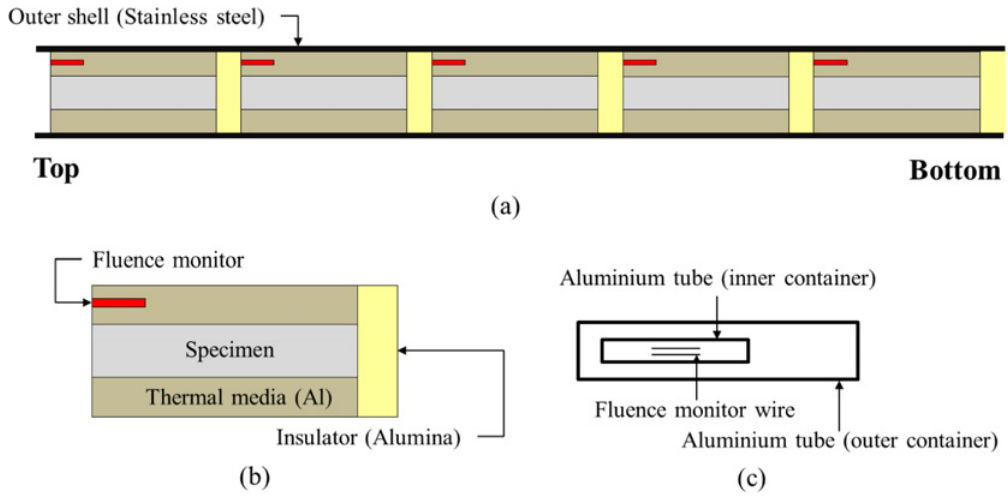 Outer shell (Stainless steel)
Top
Bottom
(a)
Fluence monitor
Specimen
Thermal media (Al)
Insulator (Alumina)
(b)
Aluminium tube (inner container)
Fluence monitor wire
Aluminium tube (outer container)
(c)